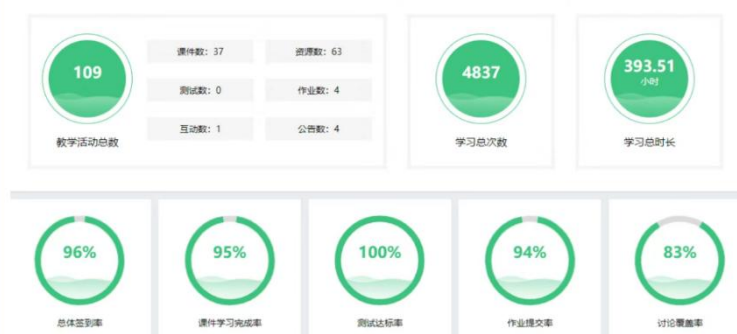 109
教学活动总数
课件数：37
资源数：63
测试数：0
作业数：4
互动数：1
公告数：4
4837
学习总次数
393.51
小时
学习总时长
96%
总体签到率
95%
课件学习完成率
100%
测试达标率
94%
作业提交率
83%
讨论覆盖率